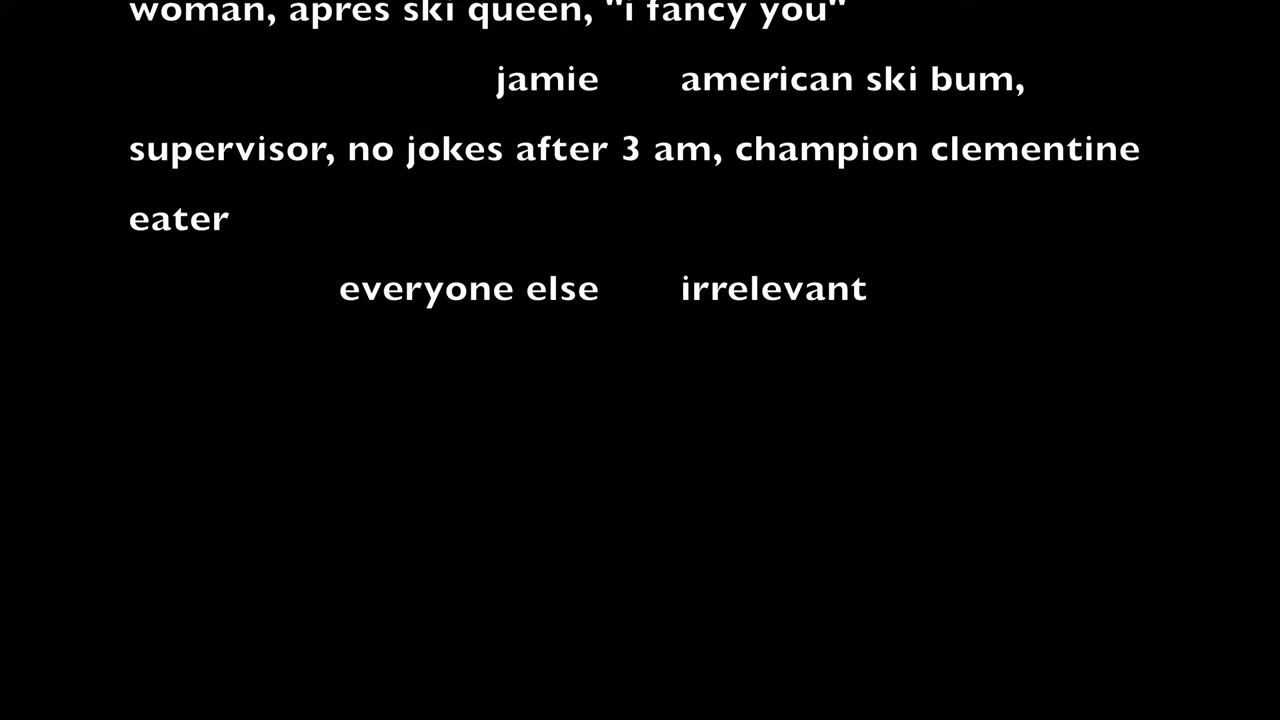 woman, apres ski queen, "i fancy you"
jamie american ski bum,
supervisor, no jokes after 3 am, champion clementine
eater
everyone else irrelevant